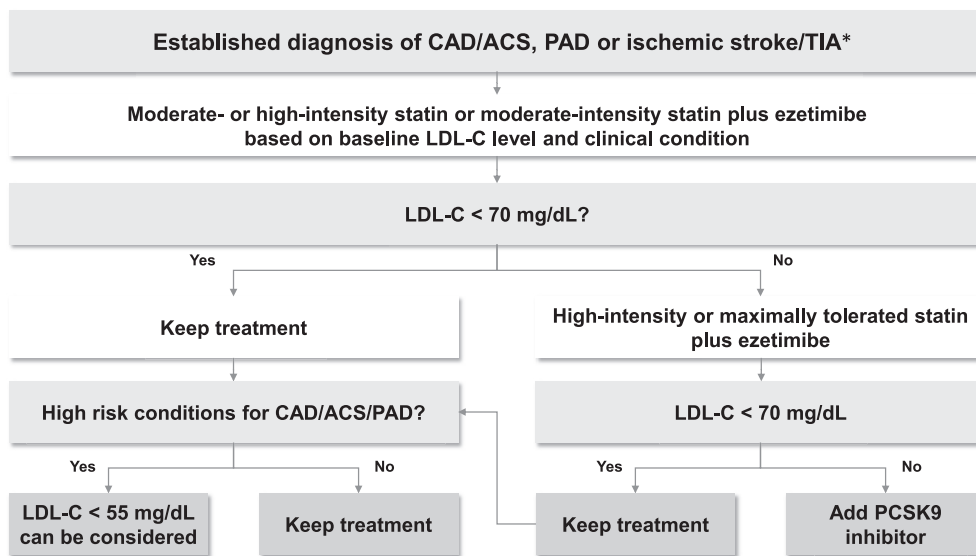 Established diagnosis of CAD/ACS, PAD or ischemic stroke/TIA*
Moderate- or high-intensity statin or moderate-intensity statin plus ezetimibe
based on baseline LDL-C level and clinical condition
LDL-C < 70 mg/dL?
Yes
No
Keep treatment
High-intensity or maximally tolerated statin
plus ezetimibe
High risk conditions for CAD/ACS/PAD?
LDL-C < 70 mg/dL
Yes
No
Yes
No
LDL-C < 55 mg/dL
can be considered
Keep treatment
Keep treatment
Add PCSK9
inhibitor